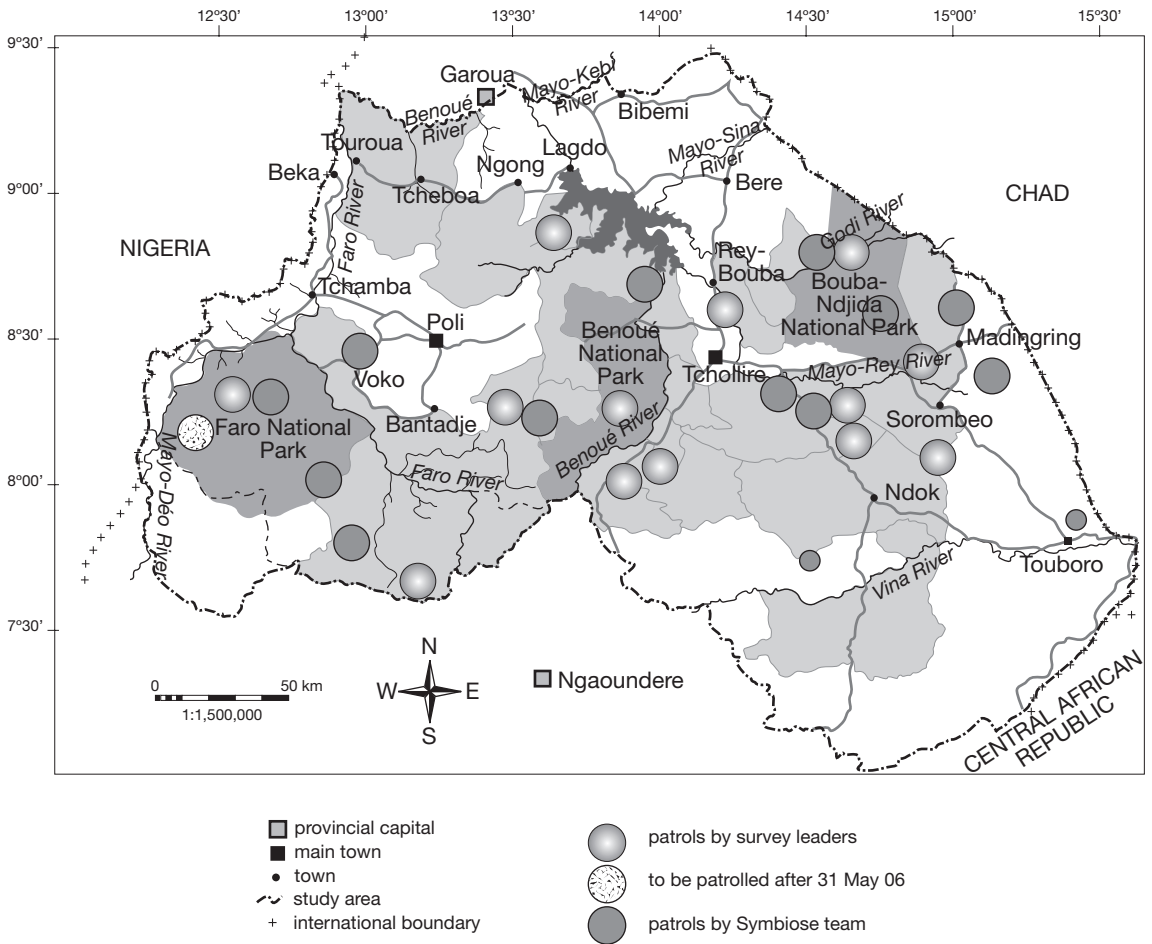 12°30’ 13°00’ 13°30’ 14°00’ 14°30’ 15°00’ 15°30’
9°30’
9°00’
8°30’
8°00’
7°30’
Garoua
Mayo-Kebi
River
Bibemi
Benoué
River
Touroua
Beka
Tcheboa
Ngong
Lagdo
Mayo-Sina
River
Bere
CHAD
NIGERIA
Faro River
Godi River
Rey-
Bouba
Tchamba
Poli
Voko
Bantadje
Benoué
National
Park
Bouba-
Ndjida
National Park
Madingring
Tchollire
Mayo-Rey River
Sorombeo
Faro National
Park
Mayo-Déo River
Faro River
Benoué River
Ndok
Touboro
Vina River
N
W E
S
Ngaoundere
0 50 km
1:1,500,000
CENTRAL AFRICAN
REPUBLIC
provincial capital
main town
town
study area
international boundary
patrols by survey leaders
to be patrolled after 31 May 06
patrols by Symbiose team